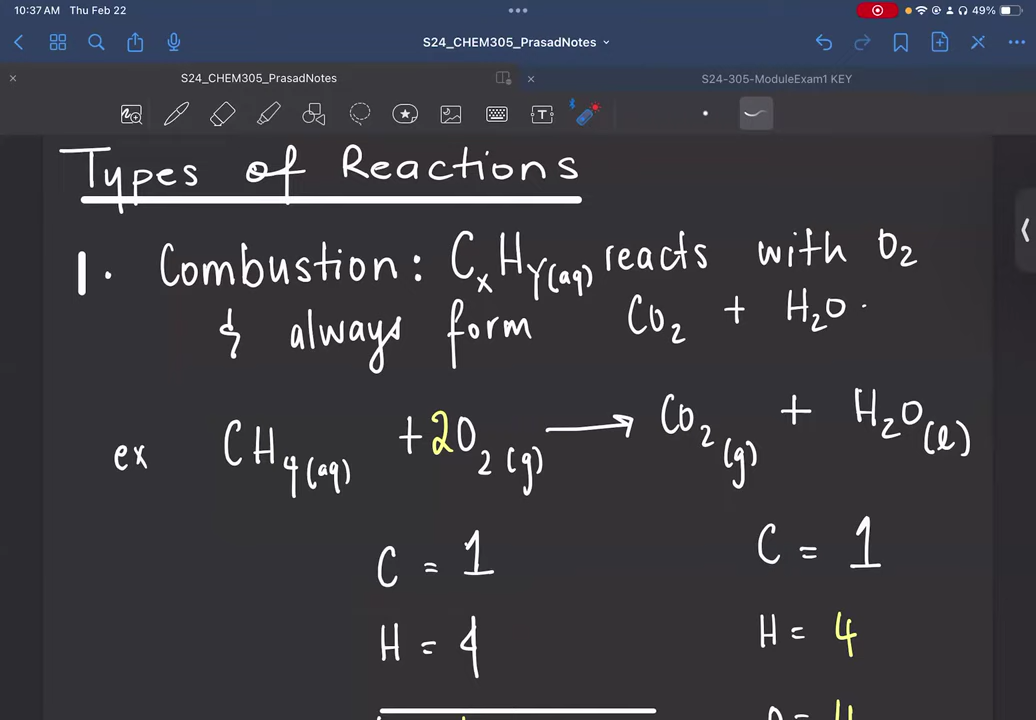 10:37 AM Thu Feb 22
49%
S24_CHEM305_PrasadNotes
S24_CHEM305_PrasadNotes
S24-305-ModuleExam1 KEY
Types of Reactions
1. Combustion: CxHy(aq) reacts with O2
& always form CO2 + H2O.
ex CH4(aq) + 2O2(g) → CO2(g) + H2O(l)
C = 1 C = 1
H = 4 H = 4